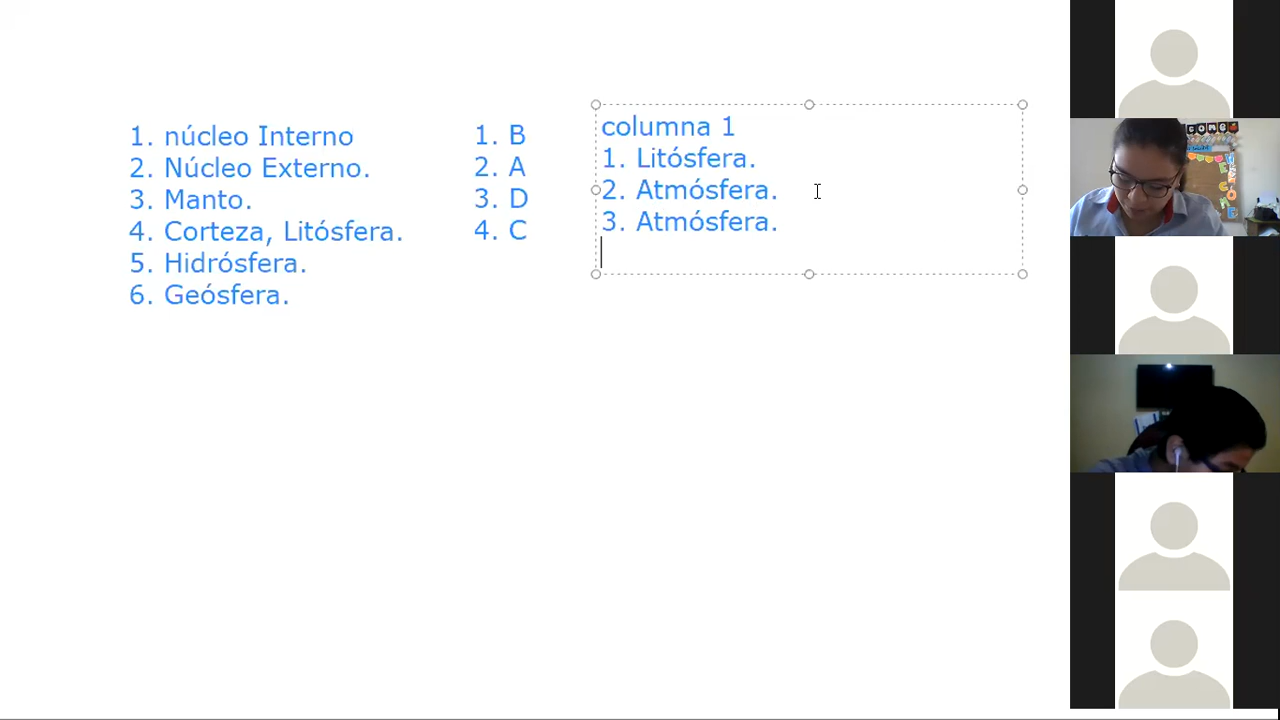 1. núcleo Interno
2. Núcleo Externo.
3. Manto.
4. Corteza, Litósfera.
5. Hidrósfera.
6. Geósfera.
1. B
2. A
3. D
4. C
columna 1
1. Litósfera.
2. Atmósfera.
3. Atmósfera.